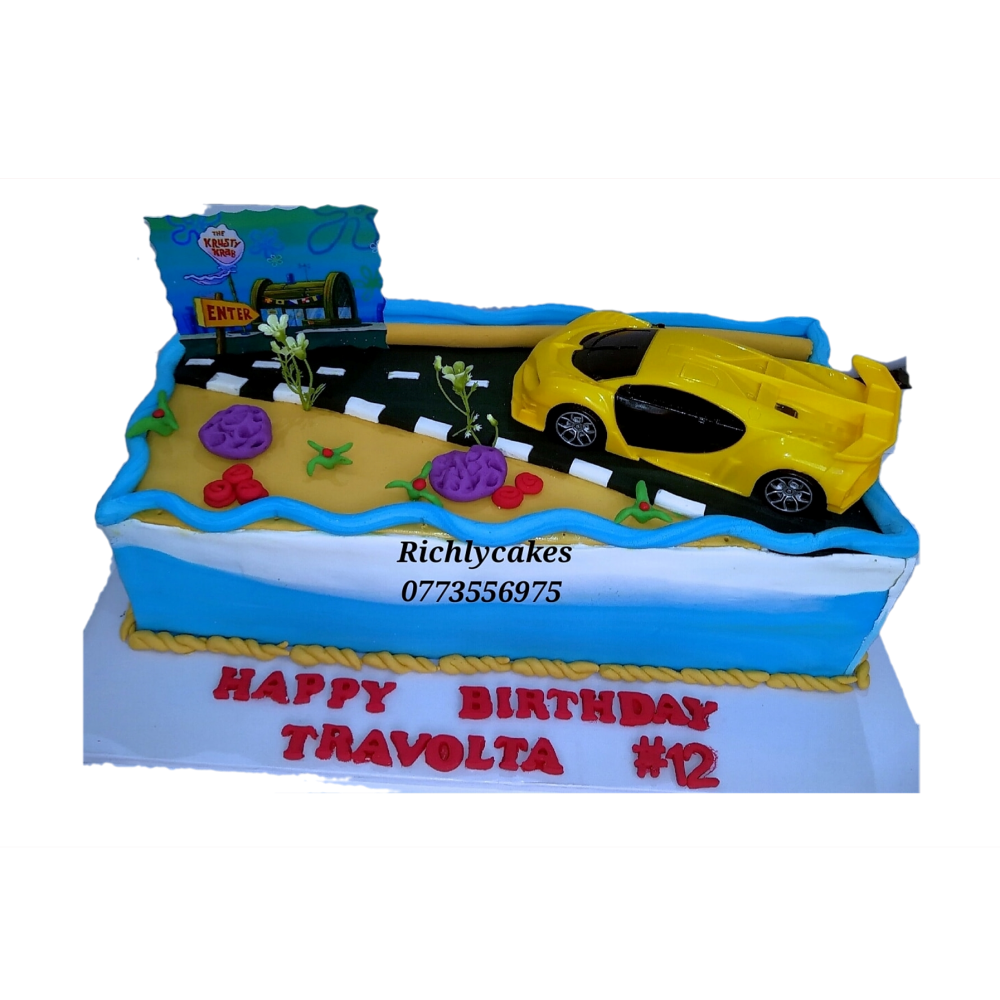 THE
KRUSTY
KRAB
ENTER
Richlycakes
0773556975
HAPPY BIRTHDAY
TRAVOLTA #12